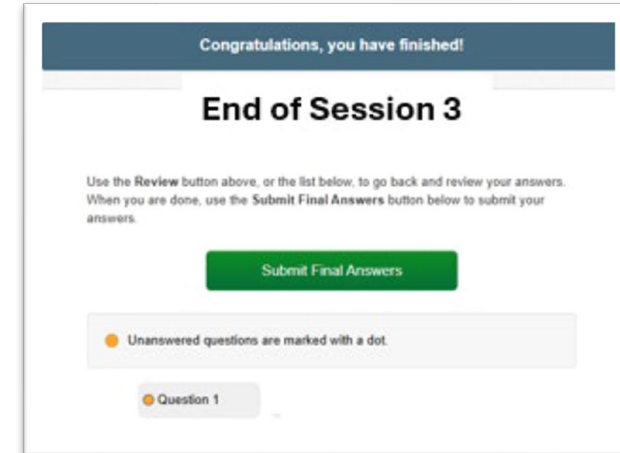 Congratulations, you have finished!
End of Session 3
Use the Review button above, or the list below, to go back and review your answers.
When you are done, use the Submit Final Answers button below to submit your
answers.
Submit Final Answers
Unanswered questions are marked with a dot.
Question 1